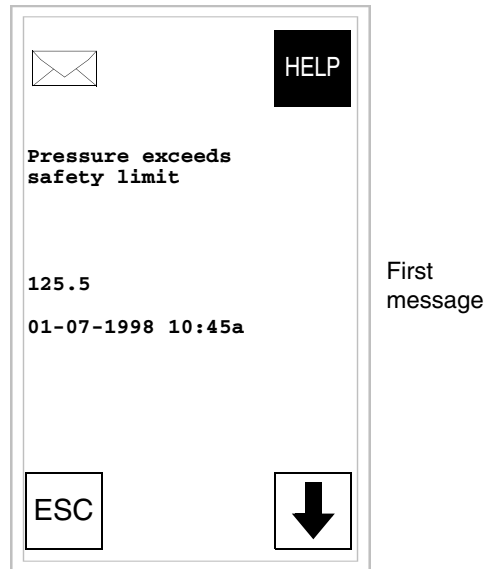 HELP
Pressure exceeds
safety limit
125.5
01-07-1998 10:45a
First
message
ESC